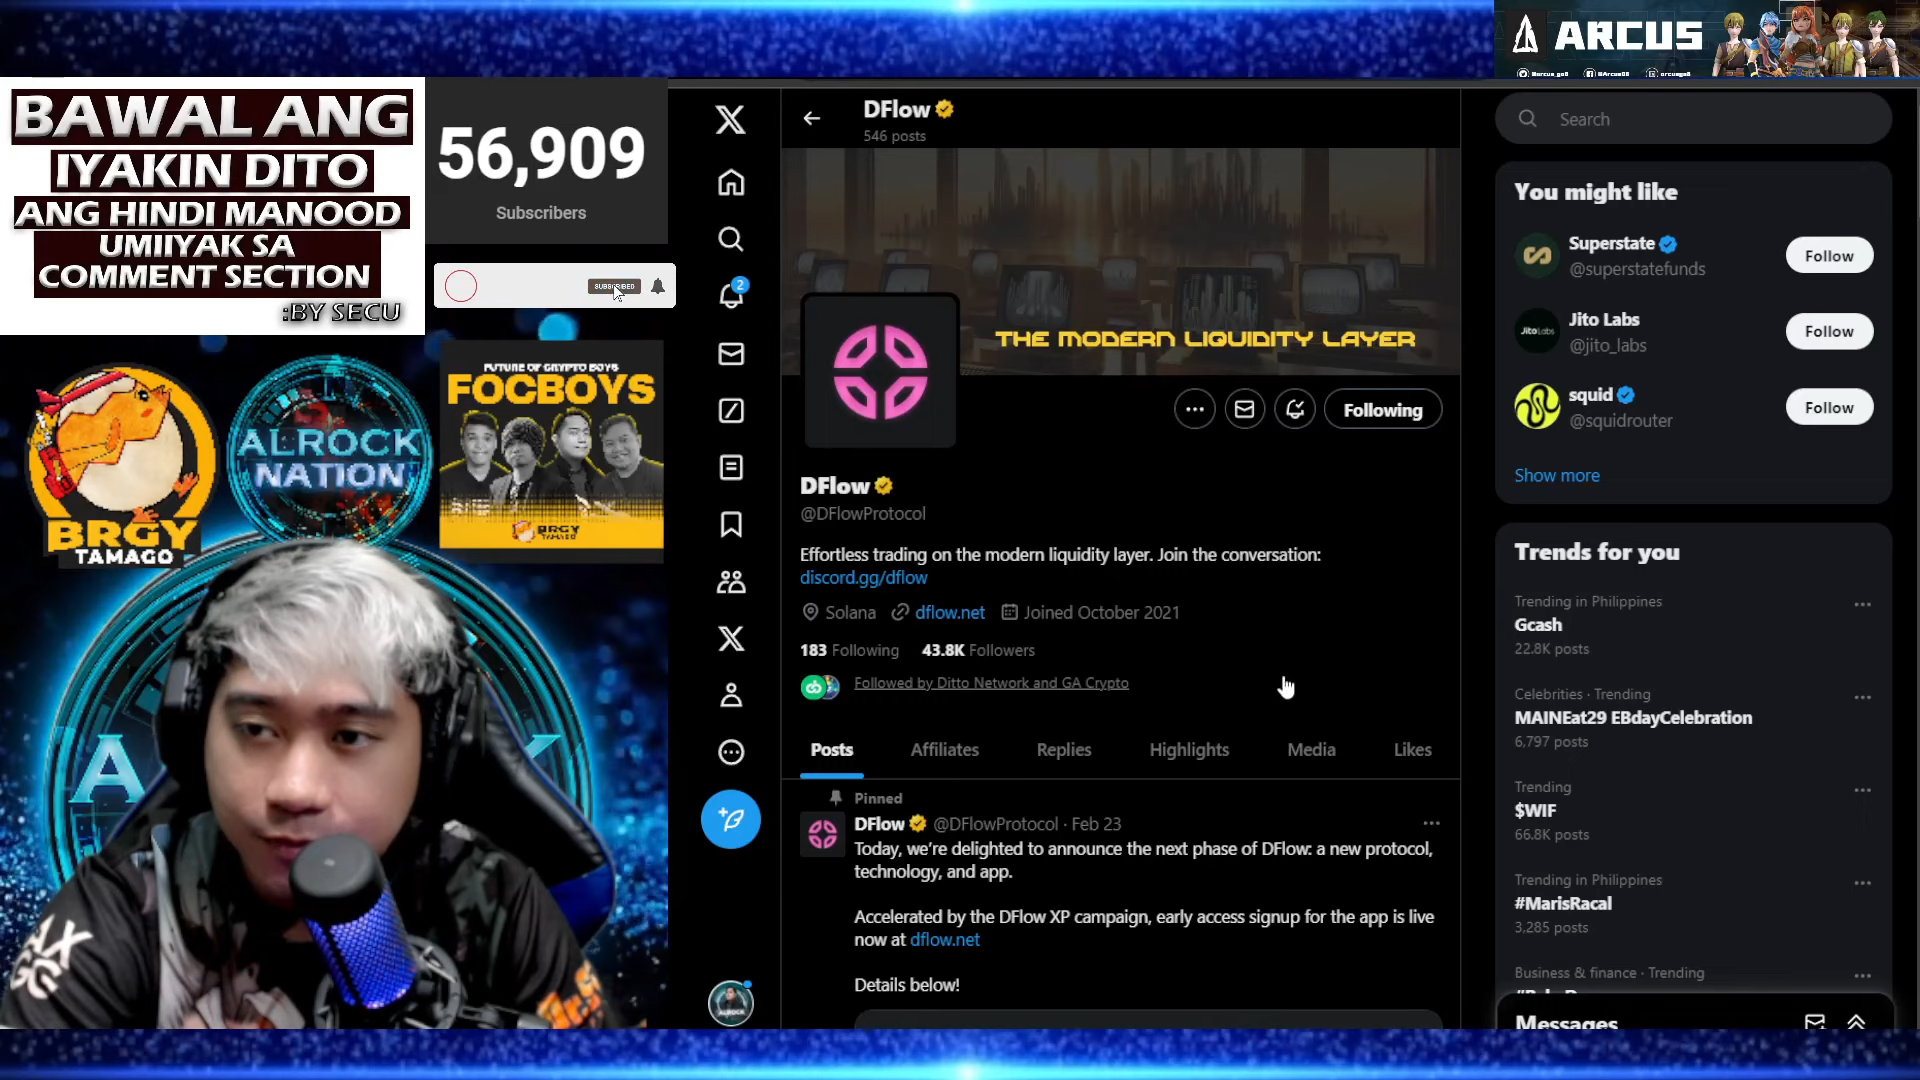 ARCUS
BAWAL ANG
IYAKIN DITO
ANG HINDI MANOOD
UMIIYAK SA
COMMENT SECTION
:BY SECU
56,909
Subscribers
SUBSCRIBED
BRGY
TAMAGO
ALROCK
NATION
FUTURE OF CRYPTO BOYS
FOCBOYS
BRGY
TAMAGO
DFlow
546 posts
THE MODERN LIQUIDITY LAYER
2
Following
DFlow
@DFlowProtocol
Effortless trading on the modern liquidity layer. Join the conversation:
discord.gg/dflow
Solana dflow.net Joined October 2021
183 Following 43.8K Followers
Followed by Ditto Network and GA Crypto
Posts Affiliates Replies Highlights Media Likes
Pinned
DFlow @DFlowProtocol · Feb 23
Today, we're delighted to announce the next phase of DFlow: a new protocol,
technology, and app.
Accelerated by the DFlow XP campaign, early access signup for the app is live
now at dflow.net
Details below!
Search
You might like
Superstate
@superstatefunds
Follow
Jito Labs
@jito_labs
Follow
squid
@squidrouter
Follow
Show more
Trends for you
Trending in Philippines
Gcash
22.8K posts
Celebrities · Trending
MAINEat29 EBdayCelebration
6,797 posts
Trending
$WIF
66.8K posts
Trending in Philippines
#MarisRacal
3,285 posts
Business & finance · Trending
Messages